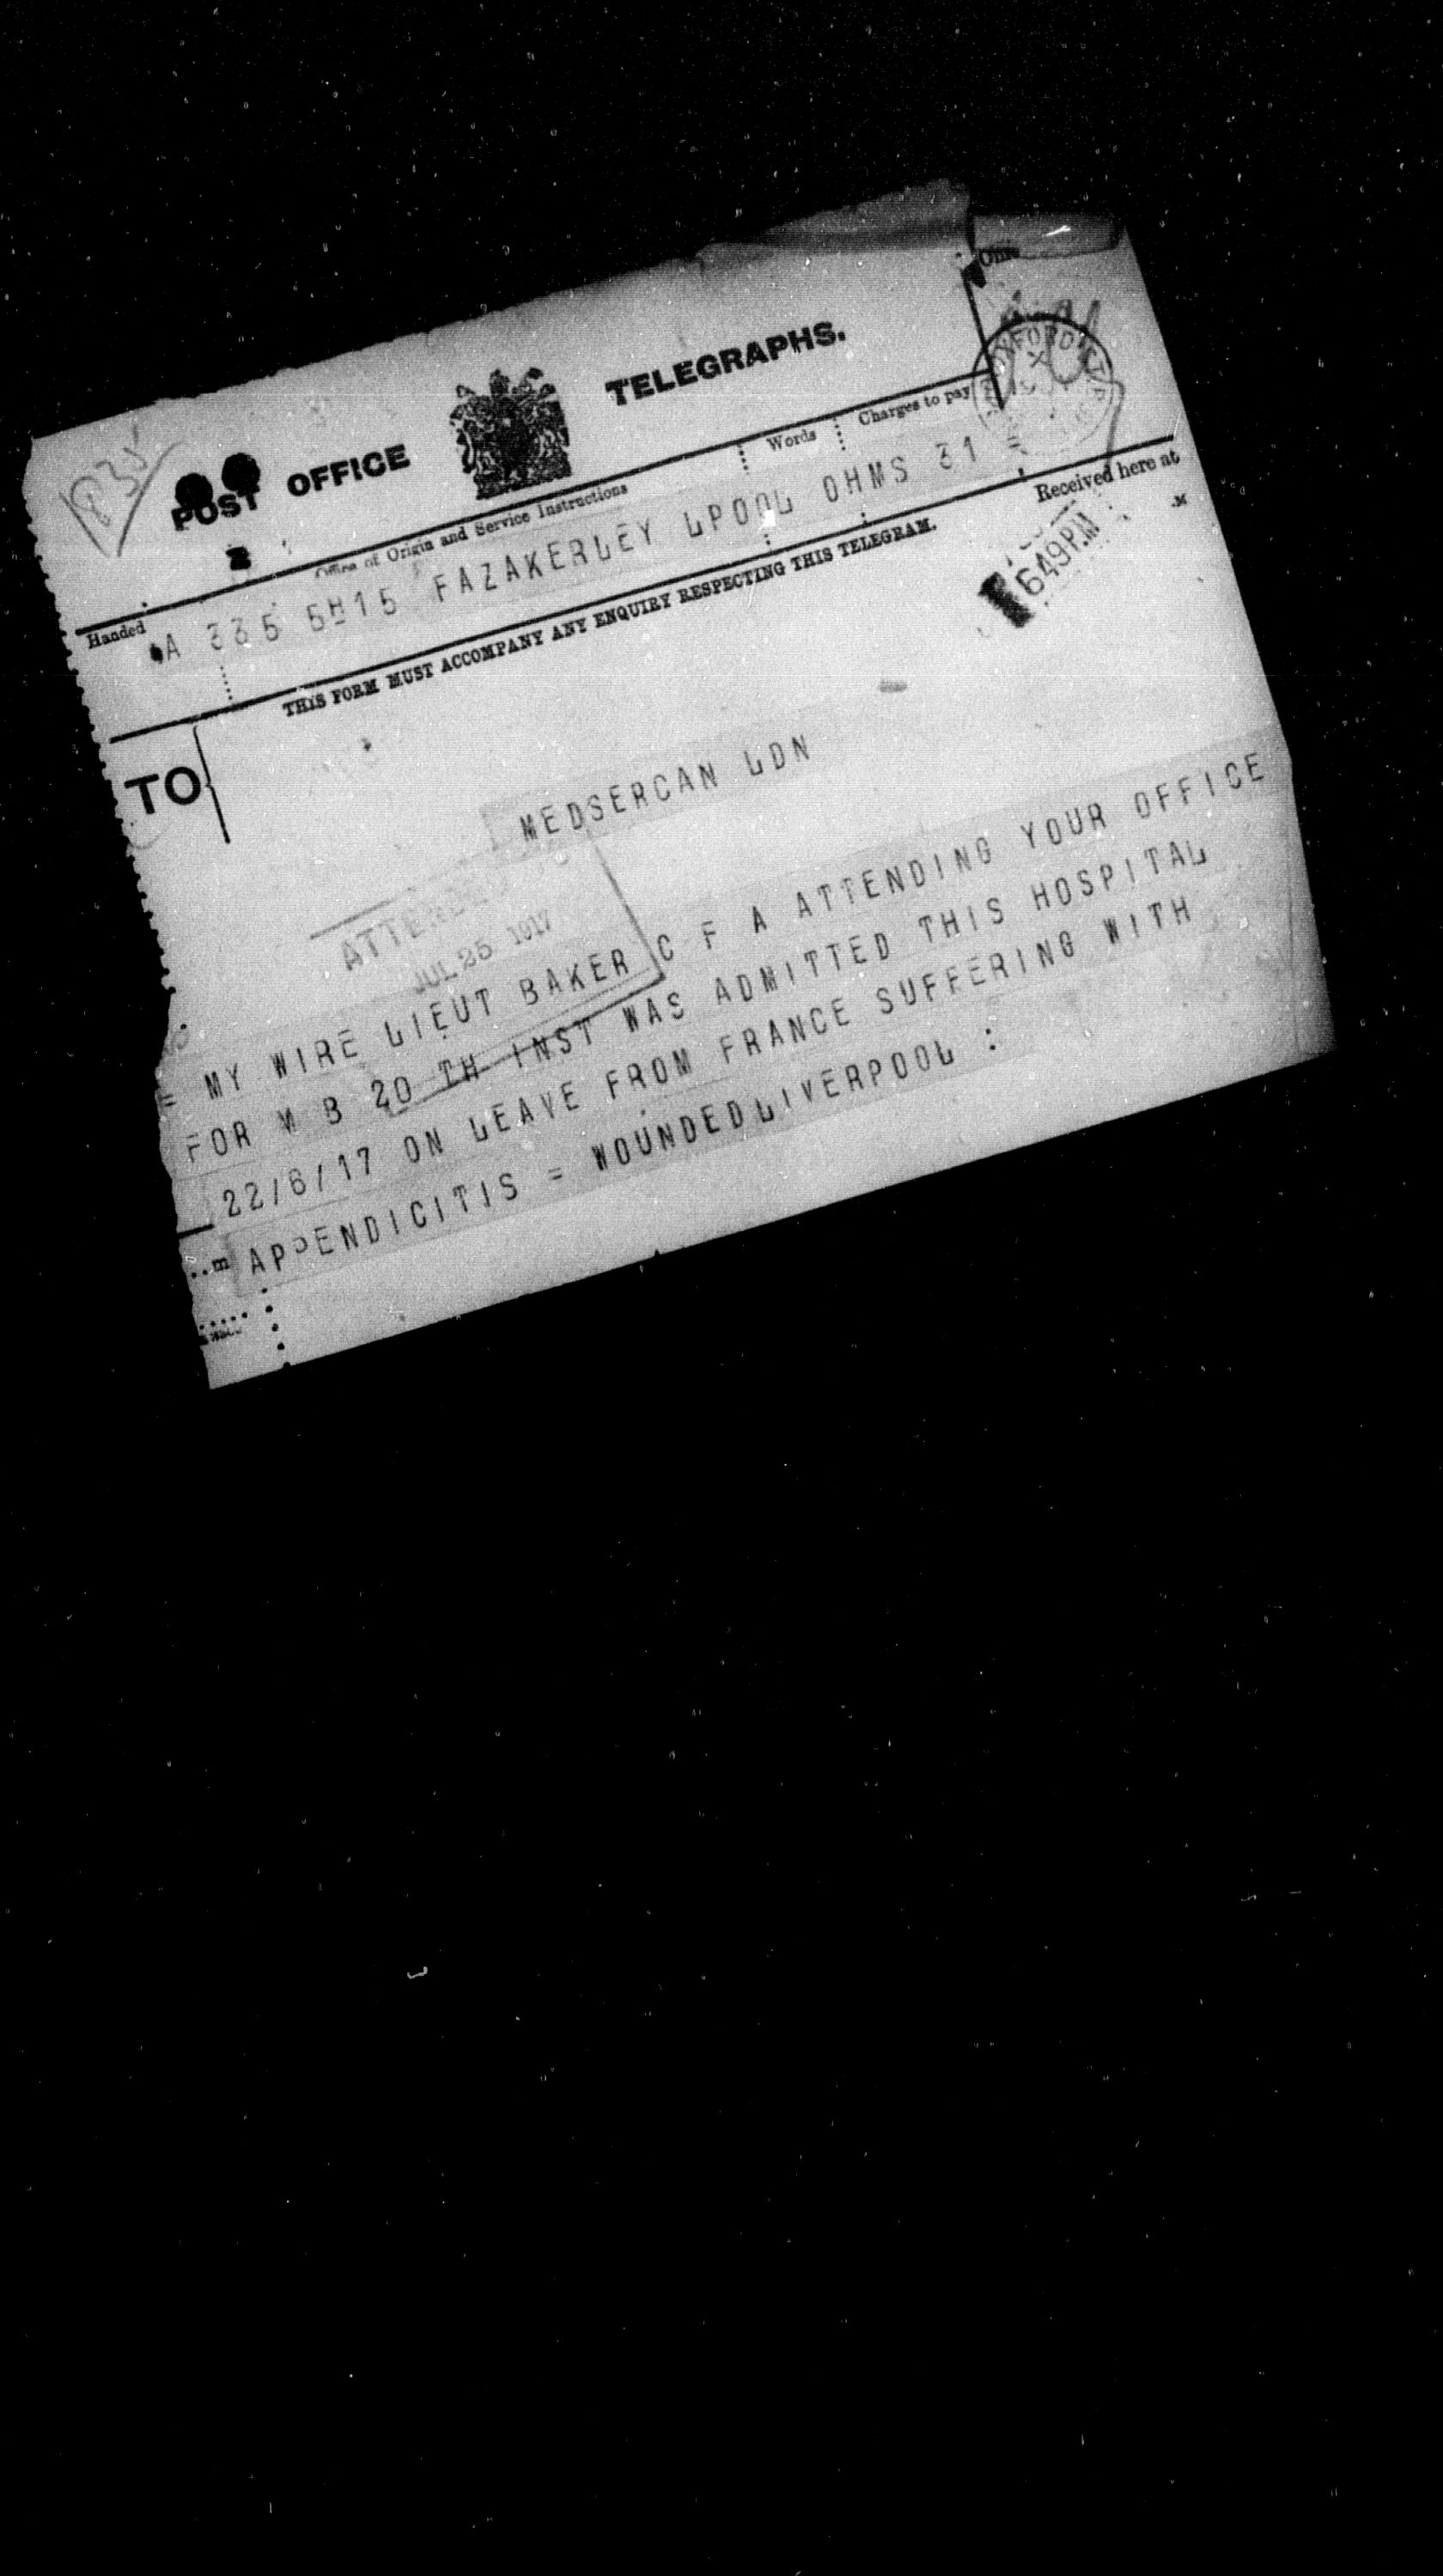 POST OFFICE TELEGRAPHS.
Office of Origin and Service Instructions
Words
Charges to pay
Handed
A 335 5H15 FAZAKERLEY LPOOL OHMS 31
THIS FORM MUST ACCOMPANY ANY ENQUIRY RESPECTING THIS TELEGRAM.
Received here at
649PM
TO
MEDSERCAN LDN
ATTENDED
JUL 25 1917
= MY WIRE LIEUT BAKER C F A ATTENDING YOUR OFFICE
FOR M B 20 TH INST WAS ADMITTED THIS HOSPITAL
22/6/17 ON LEAVE FROM FRANCE SUFFERING WITH
APPENDICITIS = WOUNDEDLIVERPOOL :